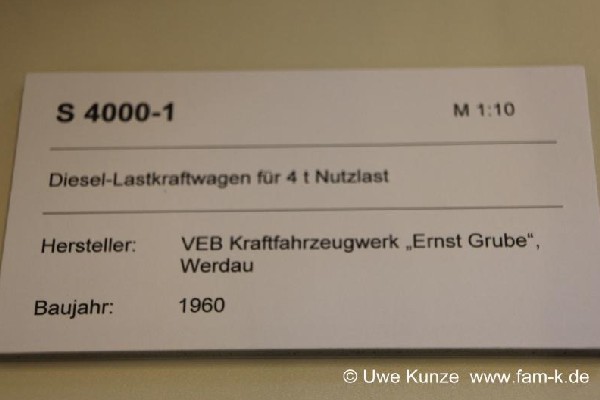 S 4000-1 M 1:10
Diesel-Lastkraftwagen für 4 t Nutzlast
Hersteller: VEB Kraftfahrzeugwerk „Ernst Grube“,
Werdau
Baujahr: 1960
© Uwe Kunze www.fam-k.de